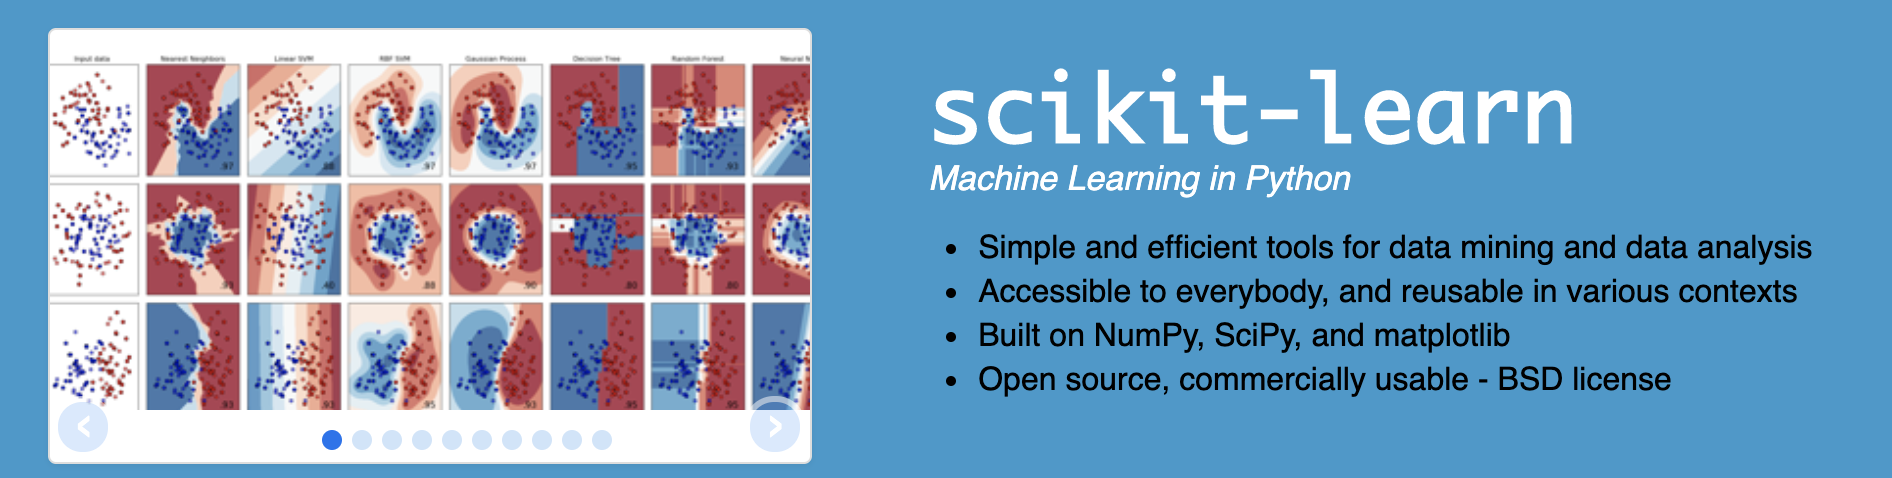 Input data Nearest Neighbors Linear SVM RBF SVM Gaussian Process Decision Tree Random Forest Neural N
.97 .88 .97 .97 .95 .93
.93 .40 .88 .90 .80 .80
.93 .93 .95 .93 .95 .95
scikit-learn
Machine Learning in Python
• Simple and efficient tools for data mining and data analysis
• Accessible to everybody, and reusable in various contexts
• Built on NumPy, SciPy, and matplotlib
• Open source, commercially usable - BSD license